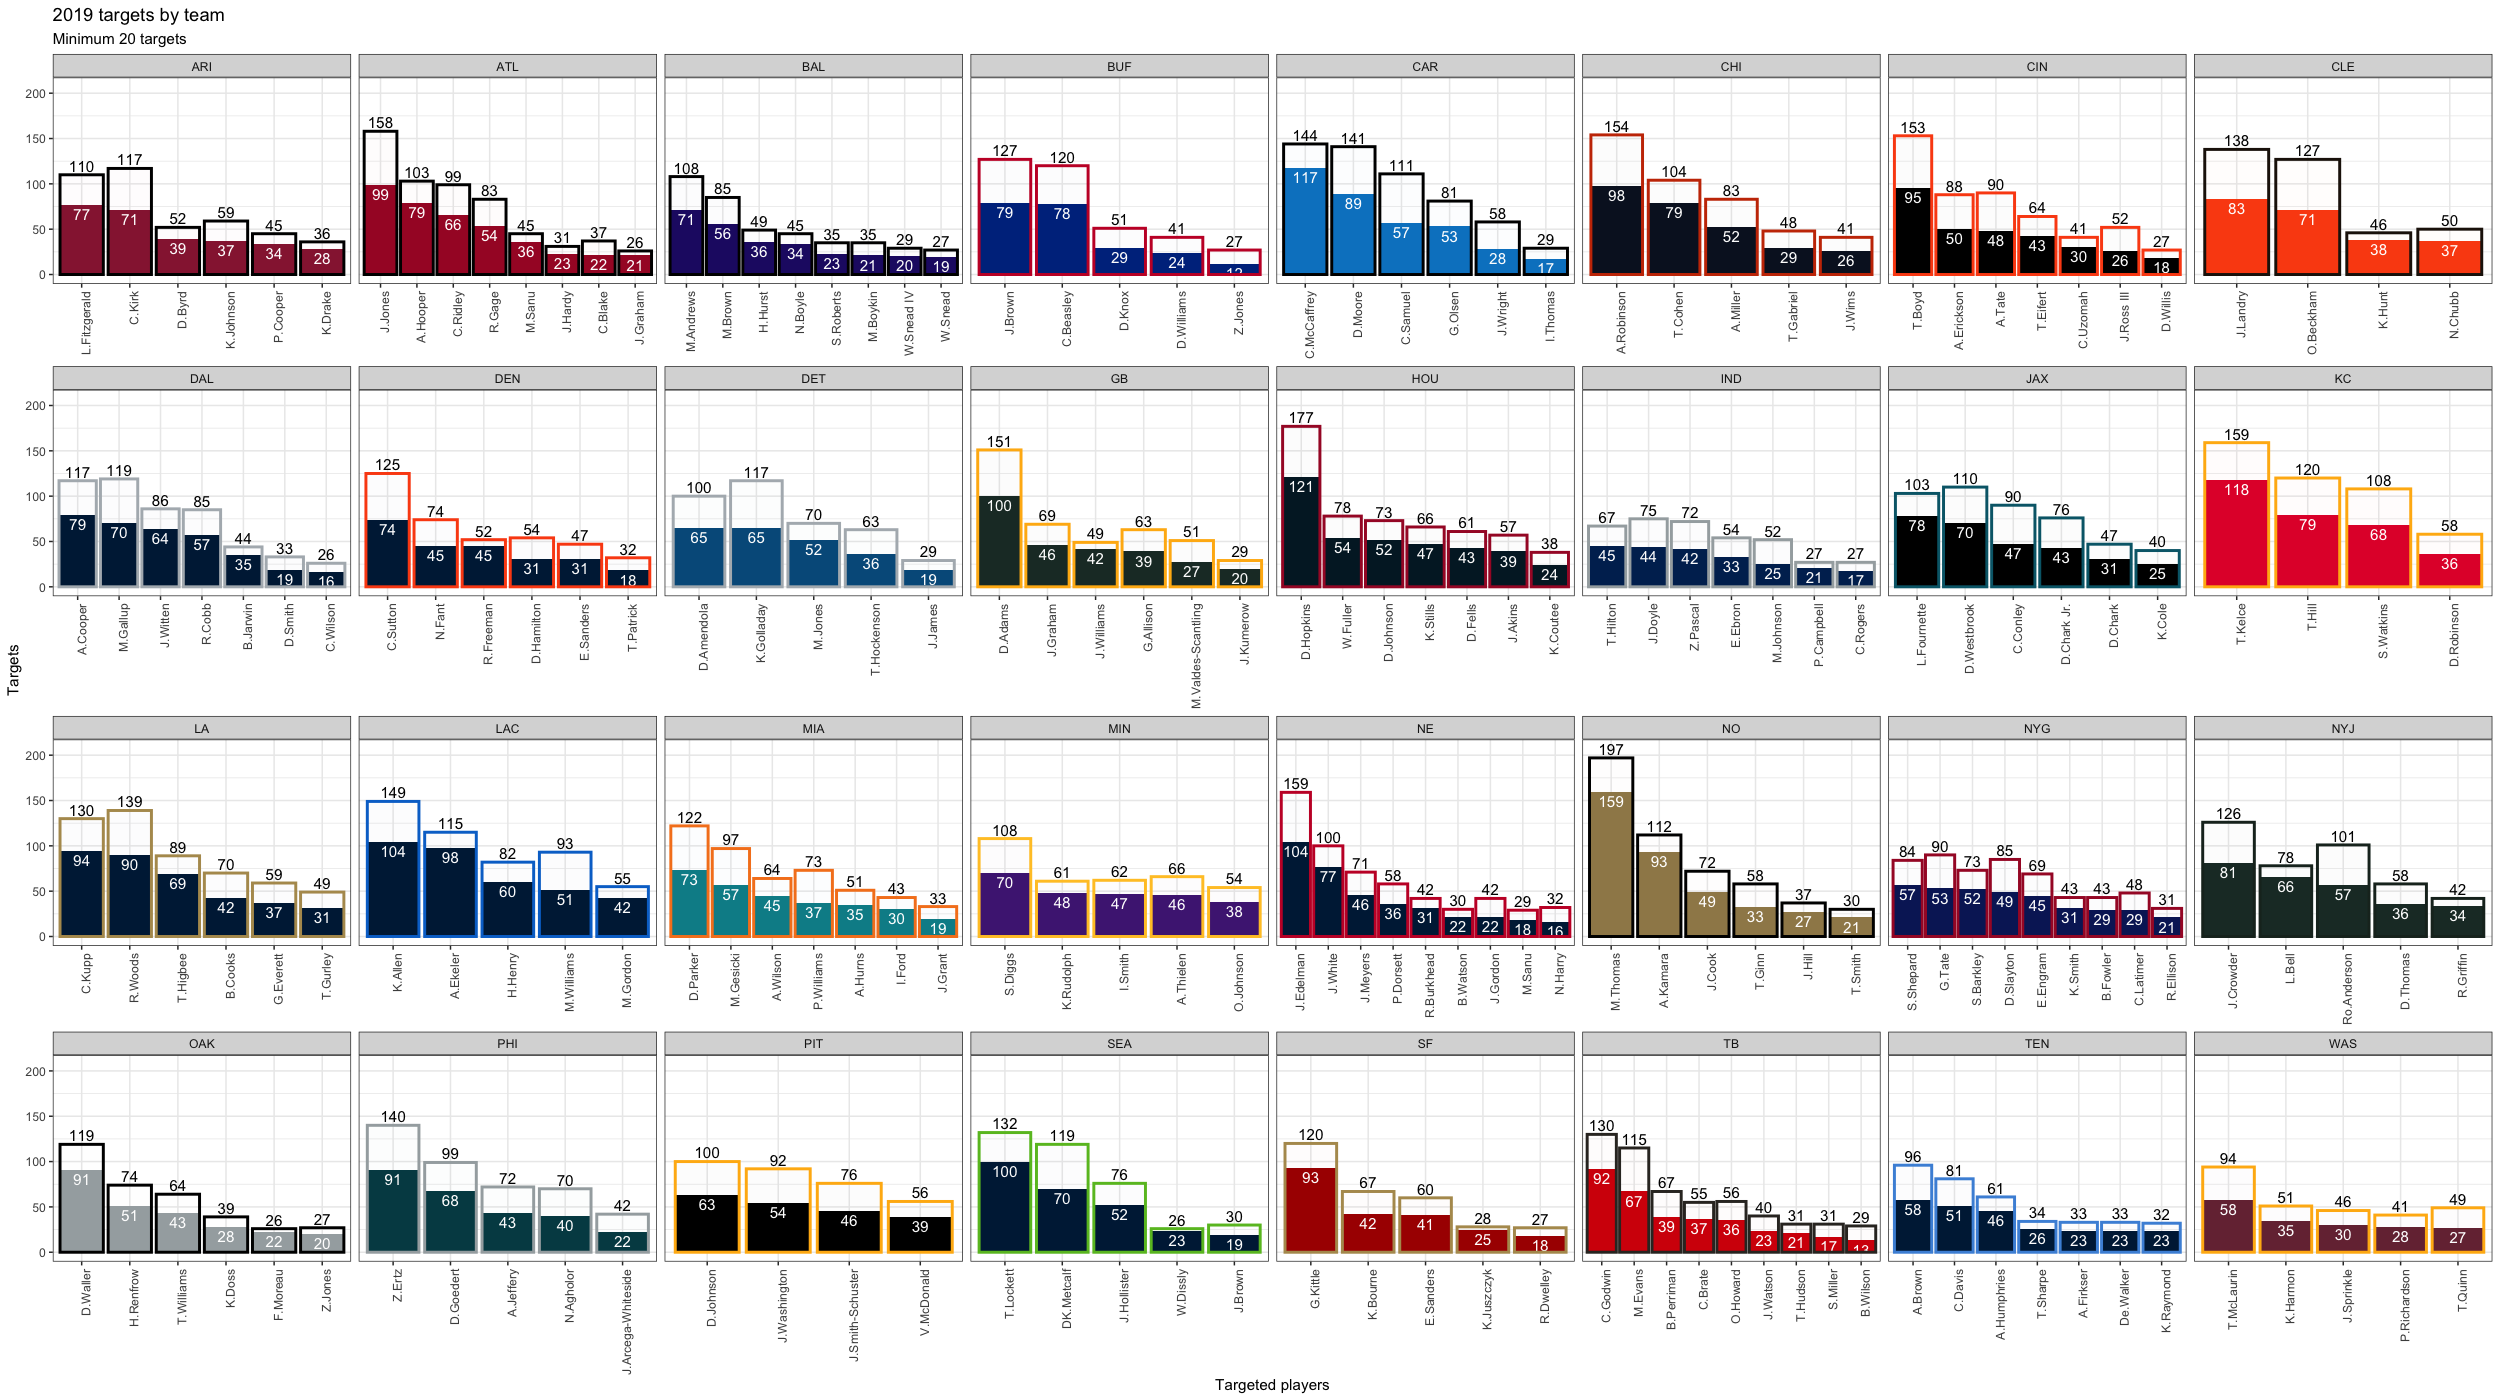 2019 targets by team
Minimum 20 targets
ARI ATL BAL BUF CAR CHI CIN CLE
200
150
100
50
0
110 117 52 59 45 36
77 71 39 37 34 28
L.Fitzgerald C.Kirk D.Byrd K.Johnson P.Cooper K.Drake
158 103 99 83 45 31 37 26
99 79 66 54 36 23 22 21
J.Jones A.Hooper C.Ridley R.Gage M.Sanu J.Hardy C.Blake J.Graham
108 85 49 45 35 35 29 27
71 56 36 34 23 21 20 19
M.Andrews M.Brown H.Hurst N.Boyle S.Roberts M.Boykin W.Snead IV W.Snead
127 120 51 41 27
79 78 29 24 12
J.Brown C.Beasley D.Knox D.Williams Z.Jones
144 141 111 81 58 29
117 89 57 53 28 17
C.McCaffrey D.Moore C.Samuel G.Olsen J.Wright I.Thomas
154 104 83 48 41
98 79 52 29 26
A.Robinson T.Cohen A.Miller T.Gabriel J.Wims
153 88 90 64 41 52 27
95 50 48 43 30 26 18
T.Boyd A.Erickson A.Tate T.Eifert C.Uzomah J.Ross III D.Willis
138 127 46 50
83 71 38 37
J.Landry O.Beckham K.Hunt N.Chubb
DAL DEN DET GB HOU IND JAX KC
200
150
100
50
0
117 119 86 85 44 33 26
79 70 64 57 35 19 16
A.Cooper M.Gallup J.Witten R.Cobb B.Jarwin D.Smith C.Wilson
125 74 52 54 47 32
74 45 45 31 31 18
C.Sutton N.Fant R.Freeman D.Hamilton E.Sanders T.Patrick
100 117 70 63 29
65 65 52 36 19
D.Amendola K.Golladay M.Jones T.Hockenson J.James
151 69 49 63 51 29
100 46 42 39 27 20
D.Adams J.Graham J.Williams G.Allison M.Valdes-Scantling J.Kumerow
177 78 73 66 61 57 38
121 54 52 47 43 39 24
D.Hopkins W.Fuller D.Johnson K.Stills D.Fells J.Akins K.Coutee
67 75 72 54 52 27 27
45 44 42 33 25 21 17
T.Hilton J.Doyle Z.Pascal E.Ebron M.Johnson P.Campbell C.Rogers
103 110 90 76 47 40
78 70 47 43 31 25
L.Fournette D.Westbrook C.Conley D.Chark Jr. D.Chark K.Cole
159 120 108 58
118 79 68 36
T.Kelce T.Hill S.Watkins D.Robinson
Targets
LA LAC MIA MIN NE NO NYG NYJ
200
150
100
50
0
130 139 89 70 59 49
94 90 69 42 37 31
C.Kupp R.Woods T.Higbee B.Cooks G.Everett T.Gurley
149 115 82 93 55
104 98 60 51 42
K.Allen A.Ekeler H.Henry M.Williams M.Gordon
122 97 64 73 51 43 33
73 57 45 37 35 30 19
D.Parker M.Gesicki A.Wilson P.Williams A.Hurns I.Ford J.Grant
108 61 62 66 54
70 48 47 46 38
S.Diggs K.Rudolph I.Smith A.Thielen O.Johnson
159 100 71 58 42 30 42 29 32
104 77 46 36 31 22 22 18 16
J.Edelman J.White J.Meyers P.Dorsett R.Burkhead B.Watson J.Gordon M.Sanu N.Harry
197 112 72 58 37 30
159 93 49 33 27 21
M.Thomas A.Kamara J.Cook T.Ginn J.Hill T.Smith
84 90 73 85 69 43 43 48 31
57 53 52 49 45 31 29 29 21
S.Shepard G.Tate S.Barkley D.Slayton E.Engram K.Smith B.Fowler C.Latimer R.Ellison
126 78 101 58 42
81 66 57 36 34
J.Crowder L.Bell Ro.Anderson D.Thomas R.Griffin
OAK PHI PIT SEA SF TB TEN WAS
200
150
100
50
0
119 74 64 39 26 27
91 51 43 28 22 20
D.Waller H.Renfrow T.Williams K.Doss F.Moreau Z.Jones
140 99 72 70 42
91 68 43 40 22
Z.Ertz D.Goedert A.Jeffery N.Agholor J.Arcega-Whiteside
100 92 76 56
63 54 46 39
D.Johnson J.Washington J.Smith-Schuster V.McDonald
132 119 76 26 30
100 70 52 23 19
T.Lockett DK.Metcalf J.Hollister W.Dissly J.Brown
120 67 60 28 27
93 42 41 25 18
G.Kittle K.Bourne E.Sanders K.Juszczyk R.Dwelley
130 115 67 55 56 40 31 31 29
92 67 39 37 36 23 21 17 13
C.Godwin M.Evans B.Perriman C.Brate O.Howard J.Watson T.Hudson S.Miller B.Wilson
96 81 61 34 33 33 32
58 51 46 26 23 23 23
A.Brown C.Davis A.Humphries T.Sharpe A.Firkser De.Walker K.Raymond
94 51 46 41 49
58 35 30 28 27
T.McLaurin K.Harmon J.Sprinkle P.Richardson T.Quinn
Targeted players